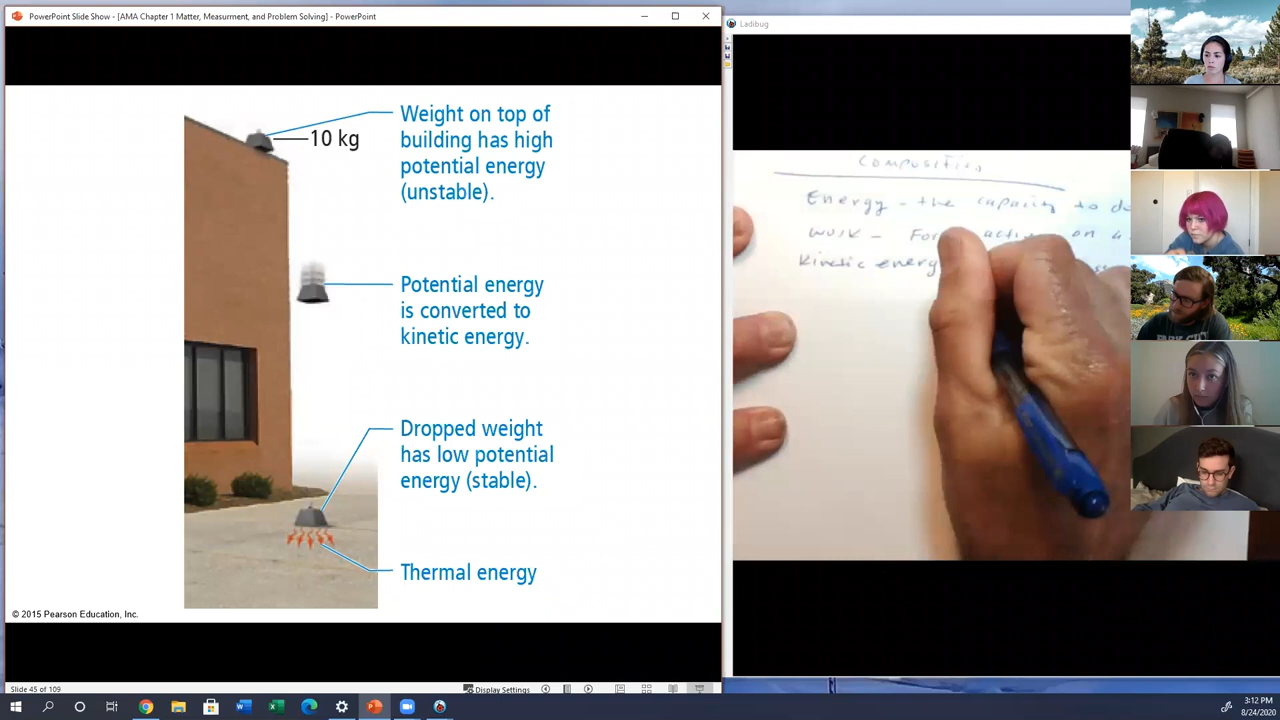 PowerPoint Slide Show - [AMA Chapter 1 Matter, Measurment, and Problem Solving] - PowerPoint
Weight on top of
building has high
potential energy
(unstable).
10 kg
Potential energy
is converted to
kinetic energy.
Dropped weight
has low potential
energy (stable).
Thermal energy
© 2015 Pearson Education, Inc.
Slide 45 of 109
Display Settings
Ladibug
Composition
Energy - the capacity to do
work - For act on a
kinetic energy
3:12 PM
8/24/2020